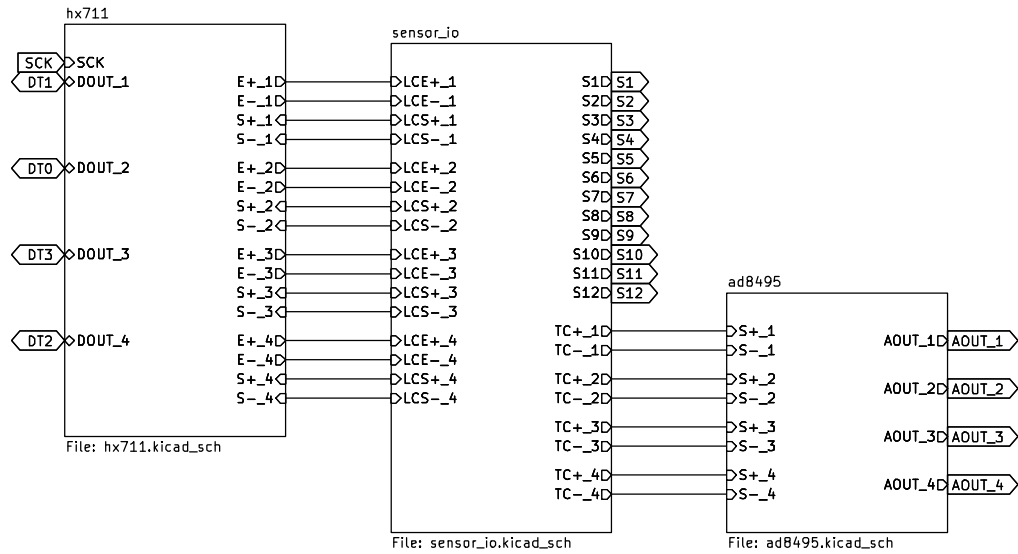 hx711
SCK SCK
DT1 DOUT_1
DT0 DOUT_2
DT3 DOUT_3
DT2 DOUT_4
E+_1
E-_1
S+_1
S-_1
E+_2
E-_2
S+_2
S-_2
E+_3
E-_3
S+_3
S-_3
E+_4
E-_4
S+_4
S-_4
File: hx711.kicad_sch
sensor_io
LCE+_1
LCE-_1
LCS+_1
LCS-_1
LCE+_2
LCE-_2
LCS+_2
LCS-_2
LCE+_3
LCE-_3
LCS+_3
LCS-_3
LCE+_4
LCE-_4
LCS+_4
LCS-_4
S1 S1
S2 S2
S3 S3
S4 S4
S5 S5
S6 S6
S7 S7
S8 S8
S9 S9
S10 S10
S11 S11
S12 S12
TC+_1
TC-_1
TC+_2
TC-_2
TC+_3
TC-_3
TC+_4
TC-_4
File: sensor_io.kicad_sch
ad8495
S+_1
S-_1
S+_2
S-_2
S+_3
S-_3
S+_4
S-_4
AOUT_1 AOUT_1
AOUT_2 AOUT_2
AOUT_3 AOUT_3
AOUT_4 AOUT_4
File: ad8495.kicad_sch